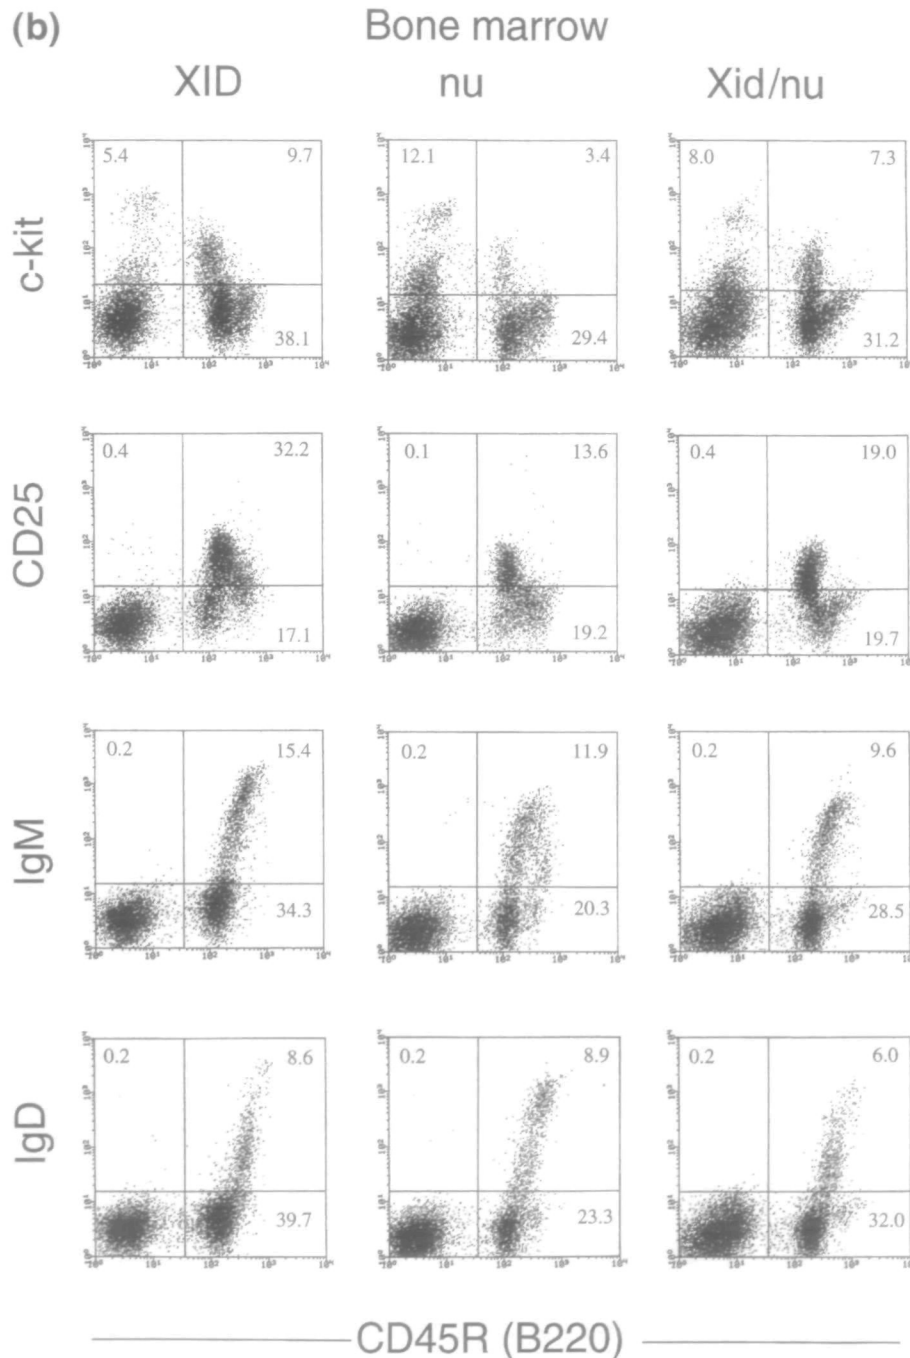 (b) Bone marrow
XID nu Xid/nu
c-kit
5.4 9.7 12.1 3.4 8.0 7.3
38.1 29.4 31.2
CD25
0.4 32.2 0.1 13.6 0.4 19.0
17.1 19.2 19.7
IgM
0.2 15.4 0.2 11.9 0.2 9.6
34.3 20.3 28.5
IgD
0.2 8.6 0.2 8.9 0.2 6.0
39.7 23.3 32.0
CD45R (B220)